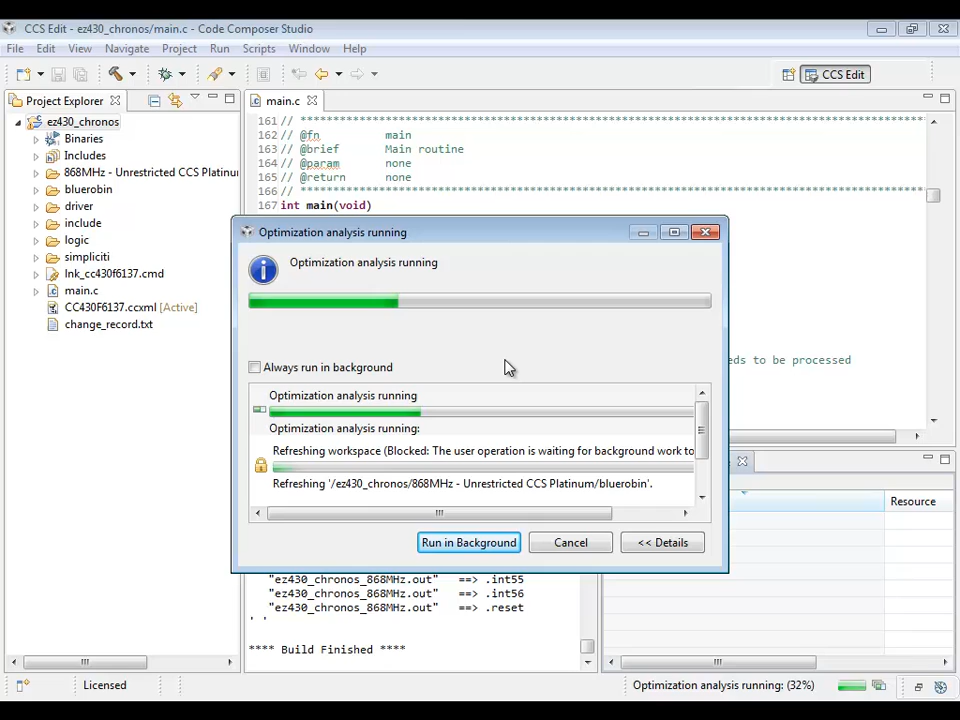 CCS Edit - ez430_chronos/main.c - Code Composer Studio
File Edit View Navigate Project Run Scripts Window Help
CCS Edit
Project Explorer
main.c
ez430_chronos
Binaries
Includes
868MHz - Unrestricted CCS Platinu
bluerobin
driver
include
logic
simpliciti
lnk_cc430f6137.cmd
main.c
CC430F6137.ccxml [Active]
change_record.txt
161 // ******************************************************************************************
162 // @fn main
163 // @brief Main routine
164 // @param none
165 // @return none
166 // ******************************************************************************************
167 int main(void)
eds to be processed
Optimization analysis running
Optimization analysis running
Always run in background
Optimization analysis running
Optimization analysis running:
Refreshing workspace (Blocked: The user operation is waiting for background work to
Refreshing '/ez430_chronos/868MHz - Unrestricted CCS Platinum/bluerobin'.
Run in Background
Cancel
<< Details
Resource
"ez430_chronos_868MHz.out" ==> .int55
"ez430_chronos_868MHz.out" ==> .int56
"ez430_chronos_868MHz.out" ==> .reset
' '
**** Build Finished ****
Licensed
Optimization analysis running: (32%)